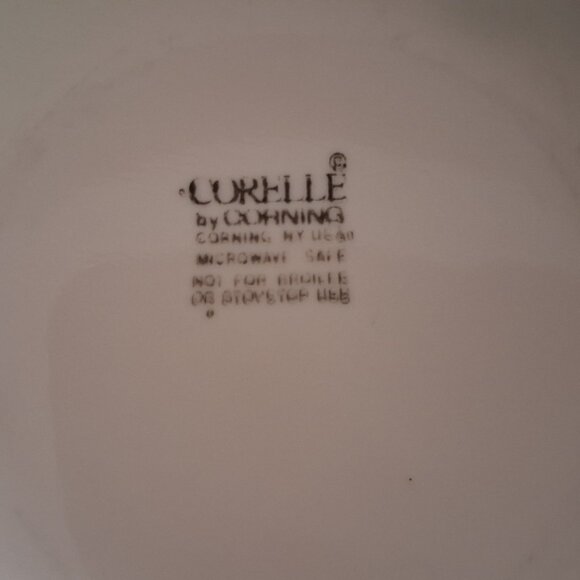 CORELLE®
by CORNING
CORNING NY USA
MICROWAVE SAFE
NOT FOR BROILER
OR STOVETOP USE